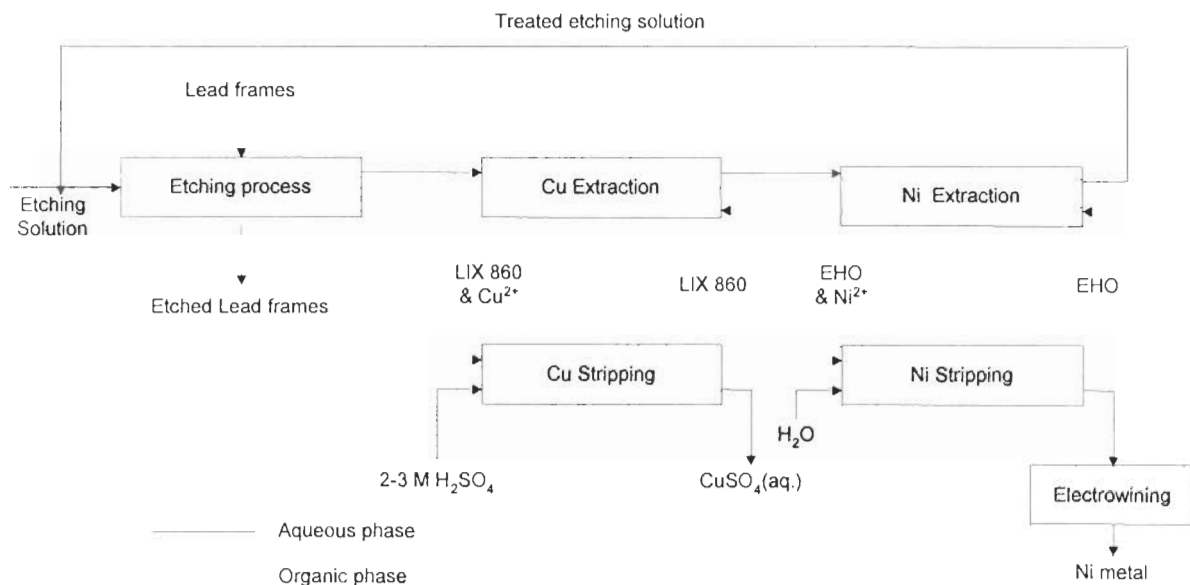 Treated etching solution
Lead frames
Etching process
Cu Extraction
Ni Extraction
Etching
Solution
LIX 860
& Cu²⁺
LIX 860
EHO
& Ni²⁺
EHO
Etched Lead frames
Cu Stripping
Ni Stripping
H₂O
2-3 M H₂SO₄
CuSO₄(aq.)
Electrowining
Aqueous phase
Organic phase
Ni metal